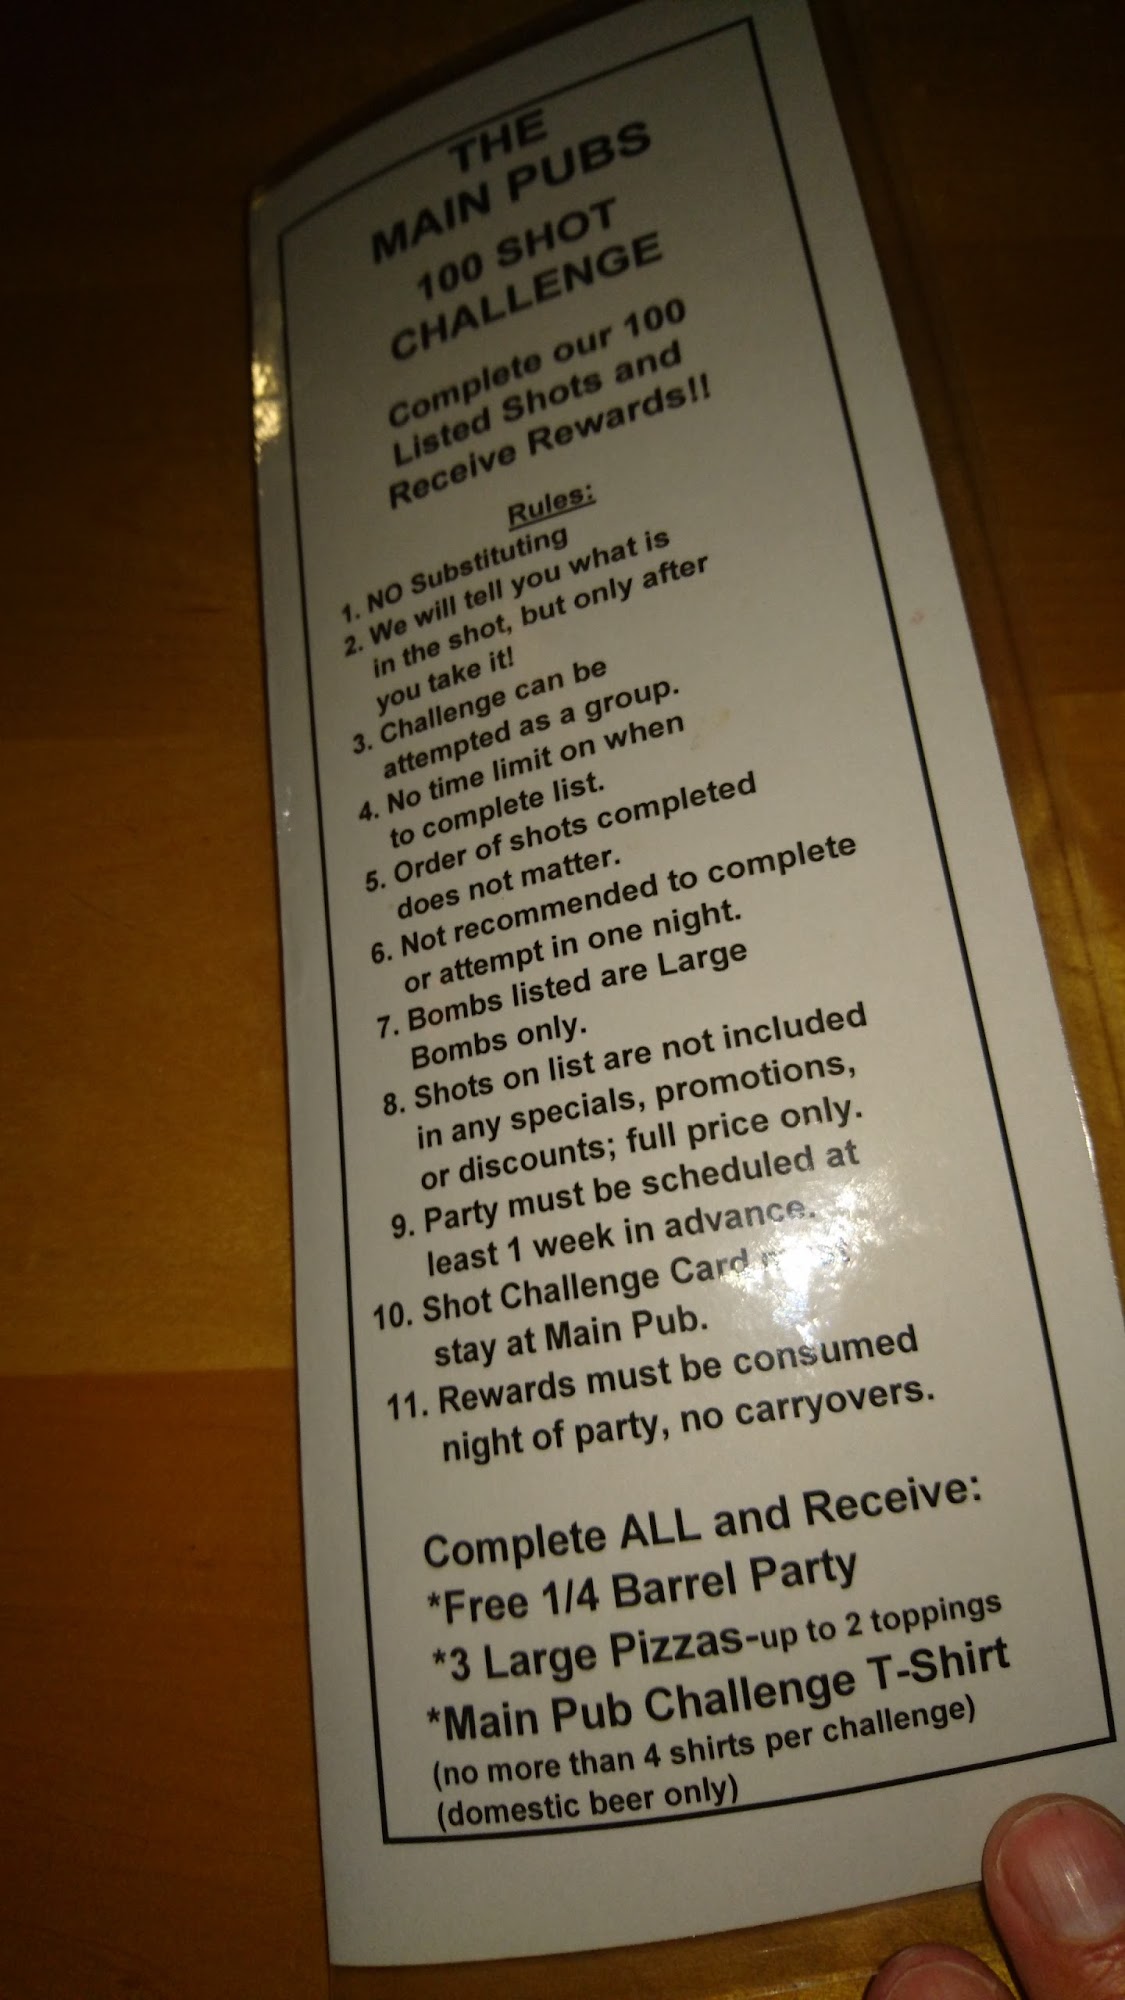 THE
MAIN PUBS
100 SHOT
CHALLENGE
Complete our 100
Listed Shots and
Receive Rewards!!
Rules:
1. NO Substituting
2. We will tell you what is
in the shot, but only after
you take it!
3. Challenge can be
attempted as a group.
4. No time limit on when
to complete list.
5. Order of shots completed
does not matter.
6. Not recommended to complete
or attempt in one night.
7. Bombs listed are Large
Bombs only.
8. Shots on list are not included
in any specials, promotions,
or discounts; full price only.
9. Party must be scheduled at
least 1 week in advance.
10. Shot Challenge Card
stay at Main Pub.
11. Rewards must be consumed
night of party, no carryovers.
Complete ALL and Receive:
*Free 1/4 Barrel Party
*3 Large Pizzas-up to 2 toppings
*Main Pub Challenge T-Shirt
(no more than 4 shirts per challenge)
(domestic beer only)